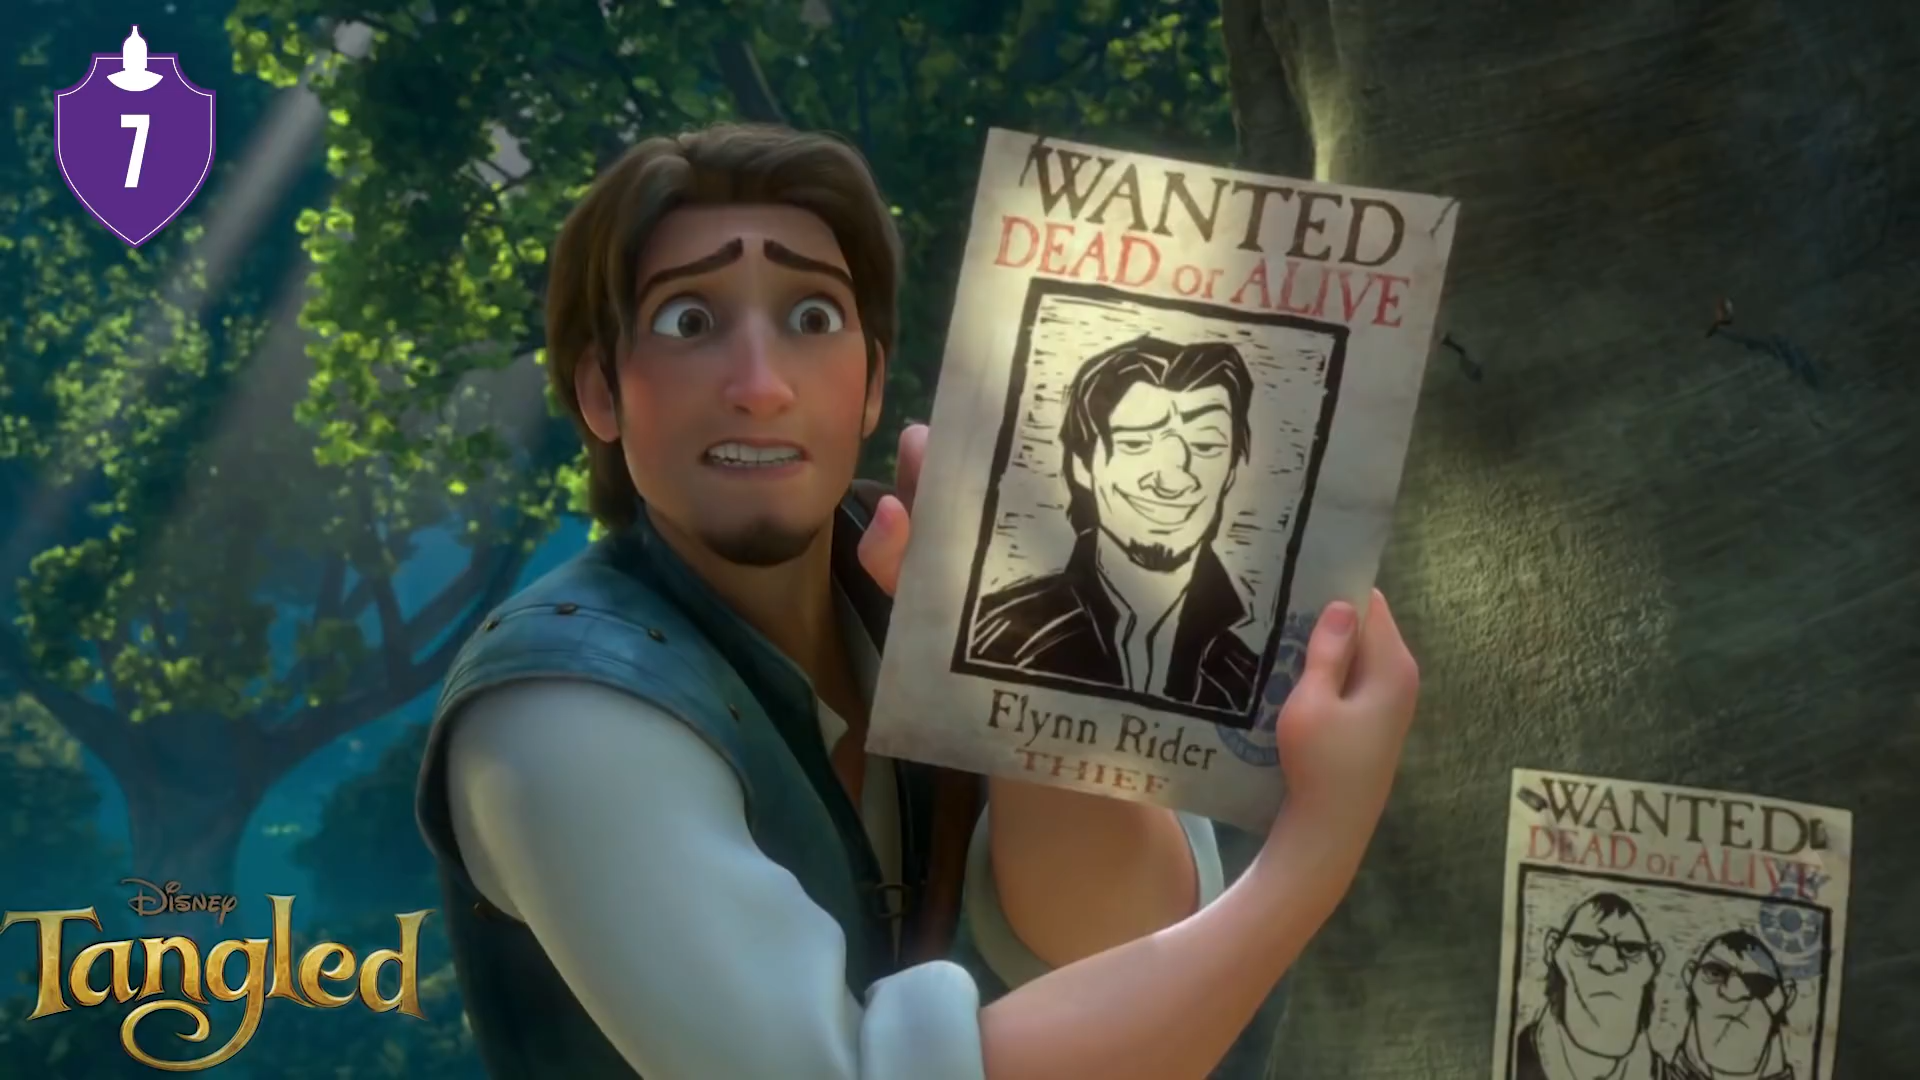 7
WANTED
DEAD or ALIVE
Flynn Rider
THIEF
WANTED
DEAD or ALIVE
DISNEY
Tangled